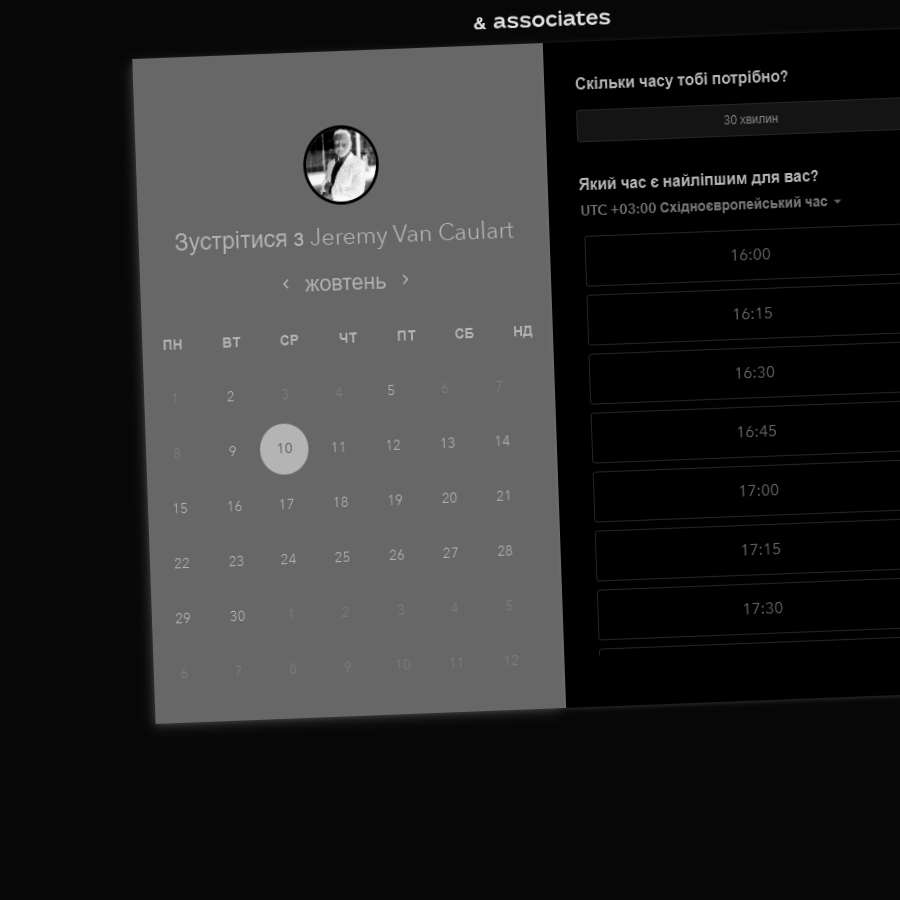 & associates
Зустрітися з Jeremy Van Caulart
жовтень
ПН ВТ СР ЧТ ПТ СБ НД
1 2 3 4 5 6 7
8 9 10 11 12 13 14
15 16 17 18 19 20 21
22 23 24 25 26 27 28
29 30 1 2 3 4 5
6 7 8 9 10 11 12
Скільки часу тобі потрібно?
30 хвилин
Який час є найліпшим для вас?
UTC +03:00 Східноєвропейський час
16:00
16:15
16:30
16:45
17:00
17:15
17:30